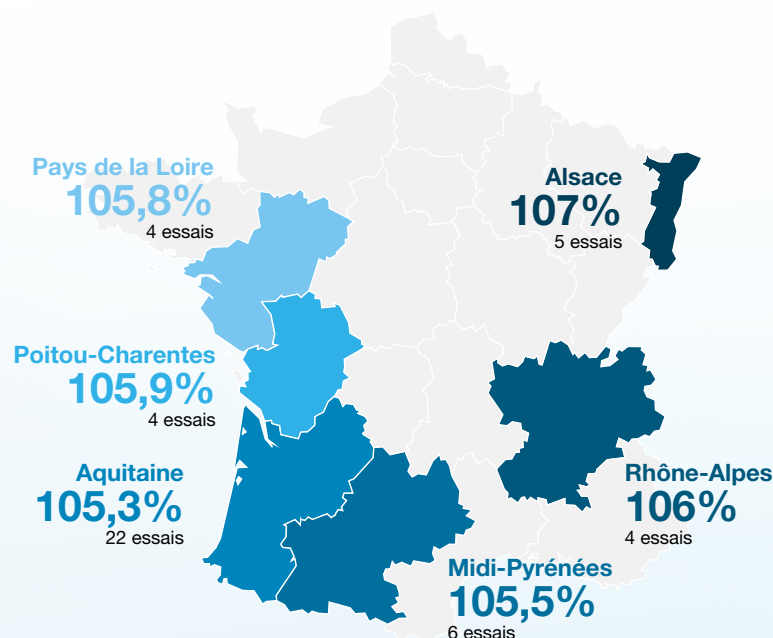 Pays de la Loire
105,8%
4 essais
Alsace
107%
5 essais
Poitou-Charentes
105,9%
4 essais
Aquitaine
105,3%
22 essais
Rhône-Alpes
106%
4 essais
Midi-Pyrénées
105,5%
6 essais